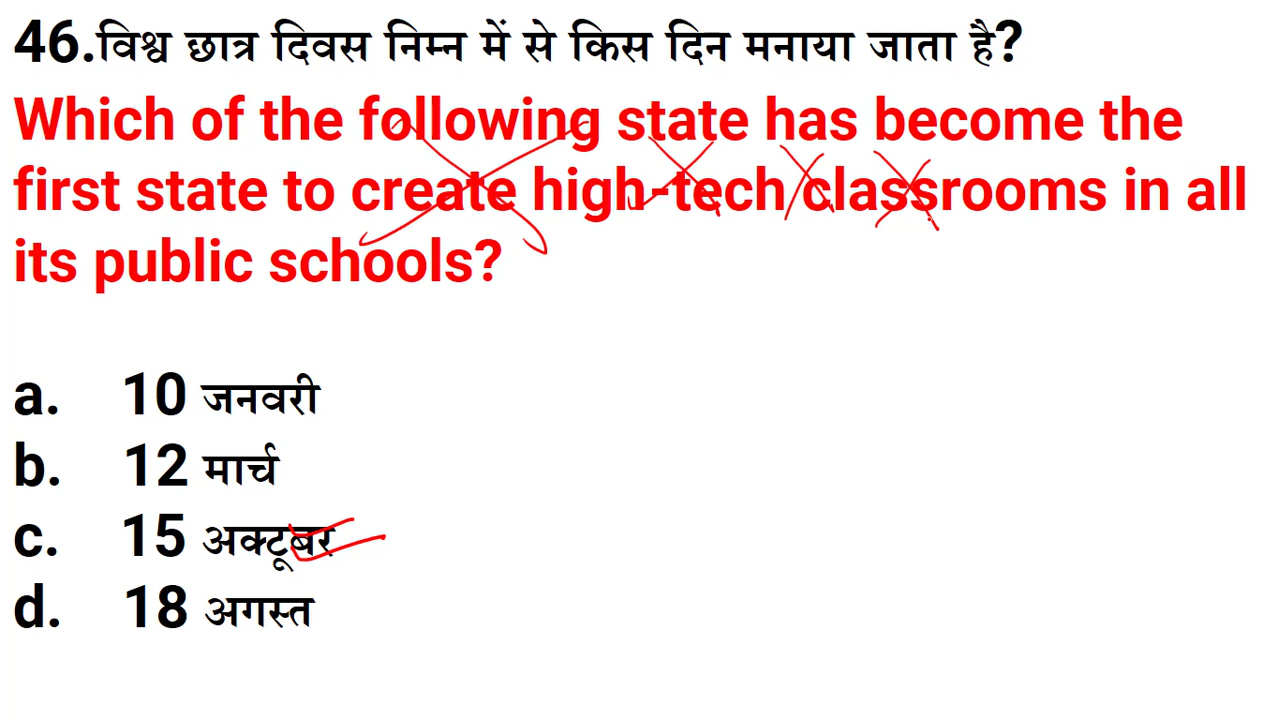 46.विश्व छात्र दिवस निम्न में से किस दिन मनाया जाता है?
Which of the following state has become the
first state to create high-tech classrooms in all
its public schools?
a. 10 जनवरी
b. 12 मार्च
c. 15 अक्टूबर
d. 18 अगस्त